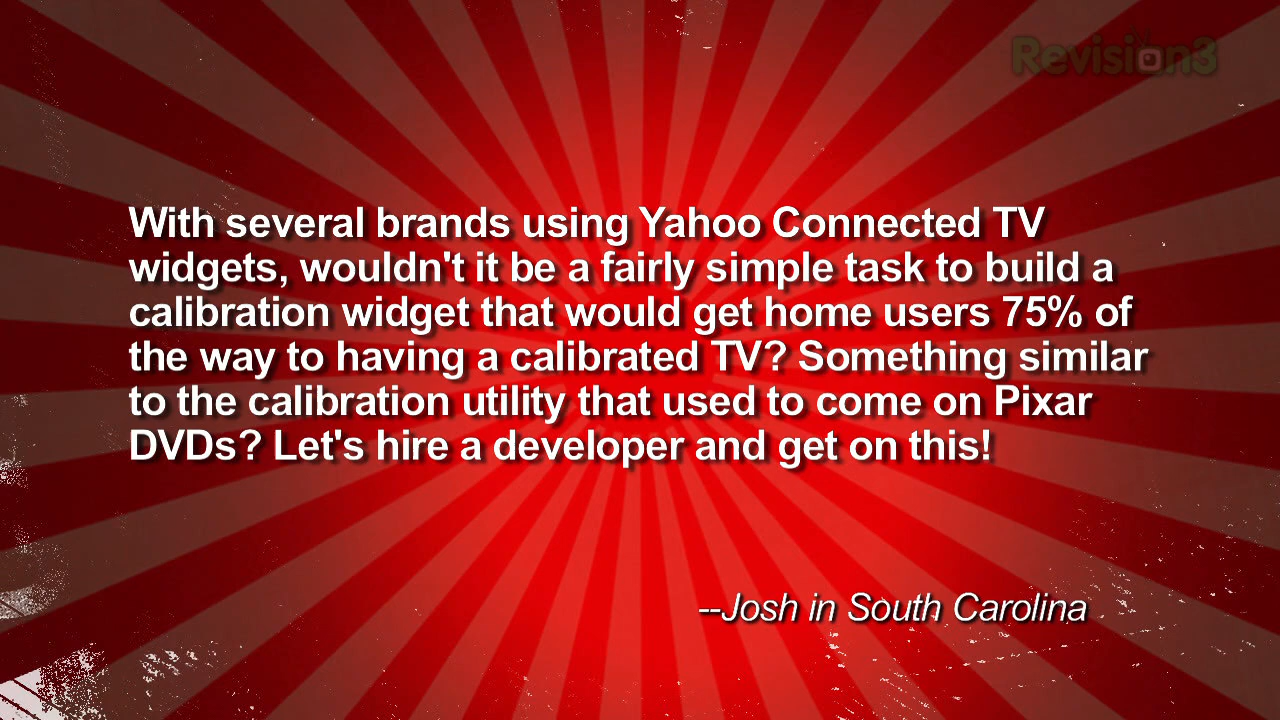 Revision3
With several brands using Yahoo Connected TV
widgets, wouldn't it be a fairly simple task to build a
calibration widget that would get home users 75% of
the way to having a calibrated TV? Something similar
to the calibration utility that used to come on Pixar
DVDs? Let's hire a developer and get on this!
--Josh in South Carolina